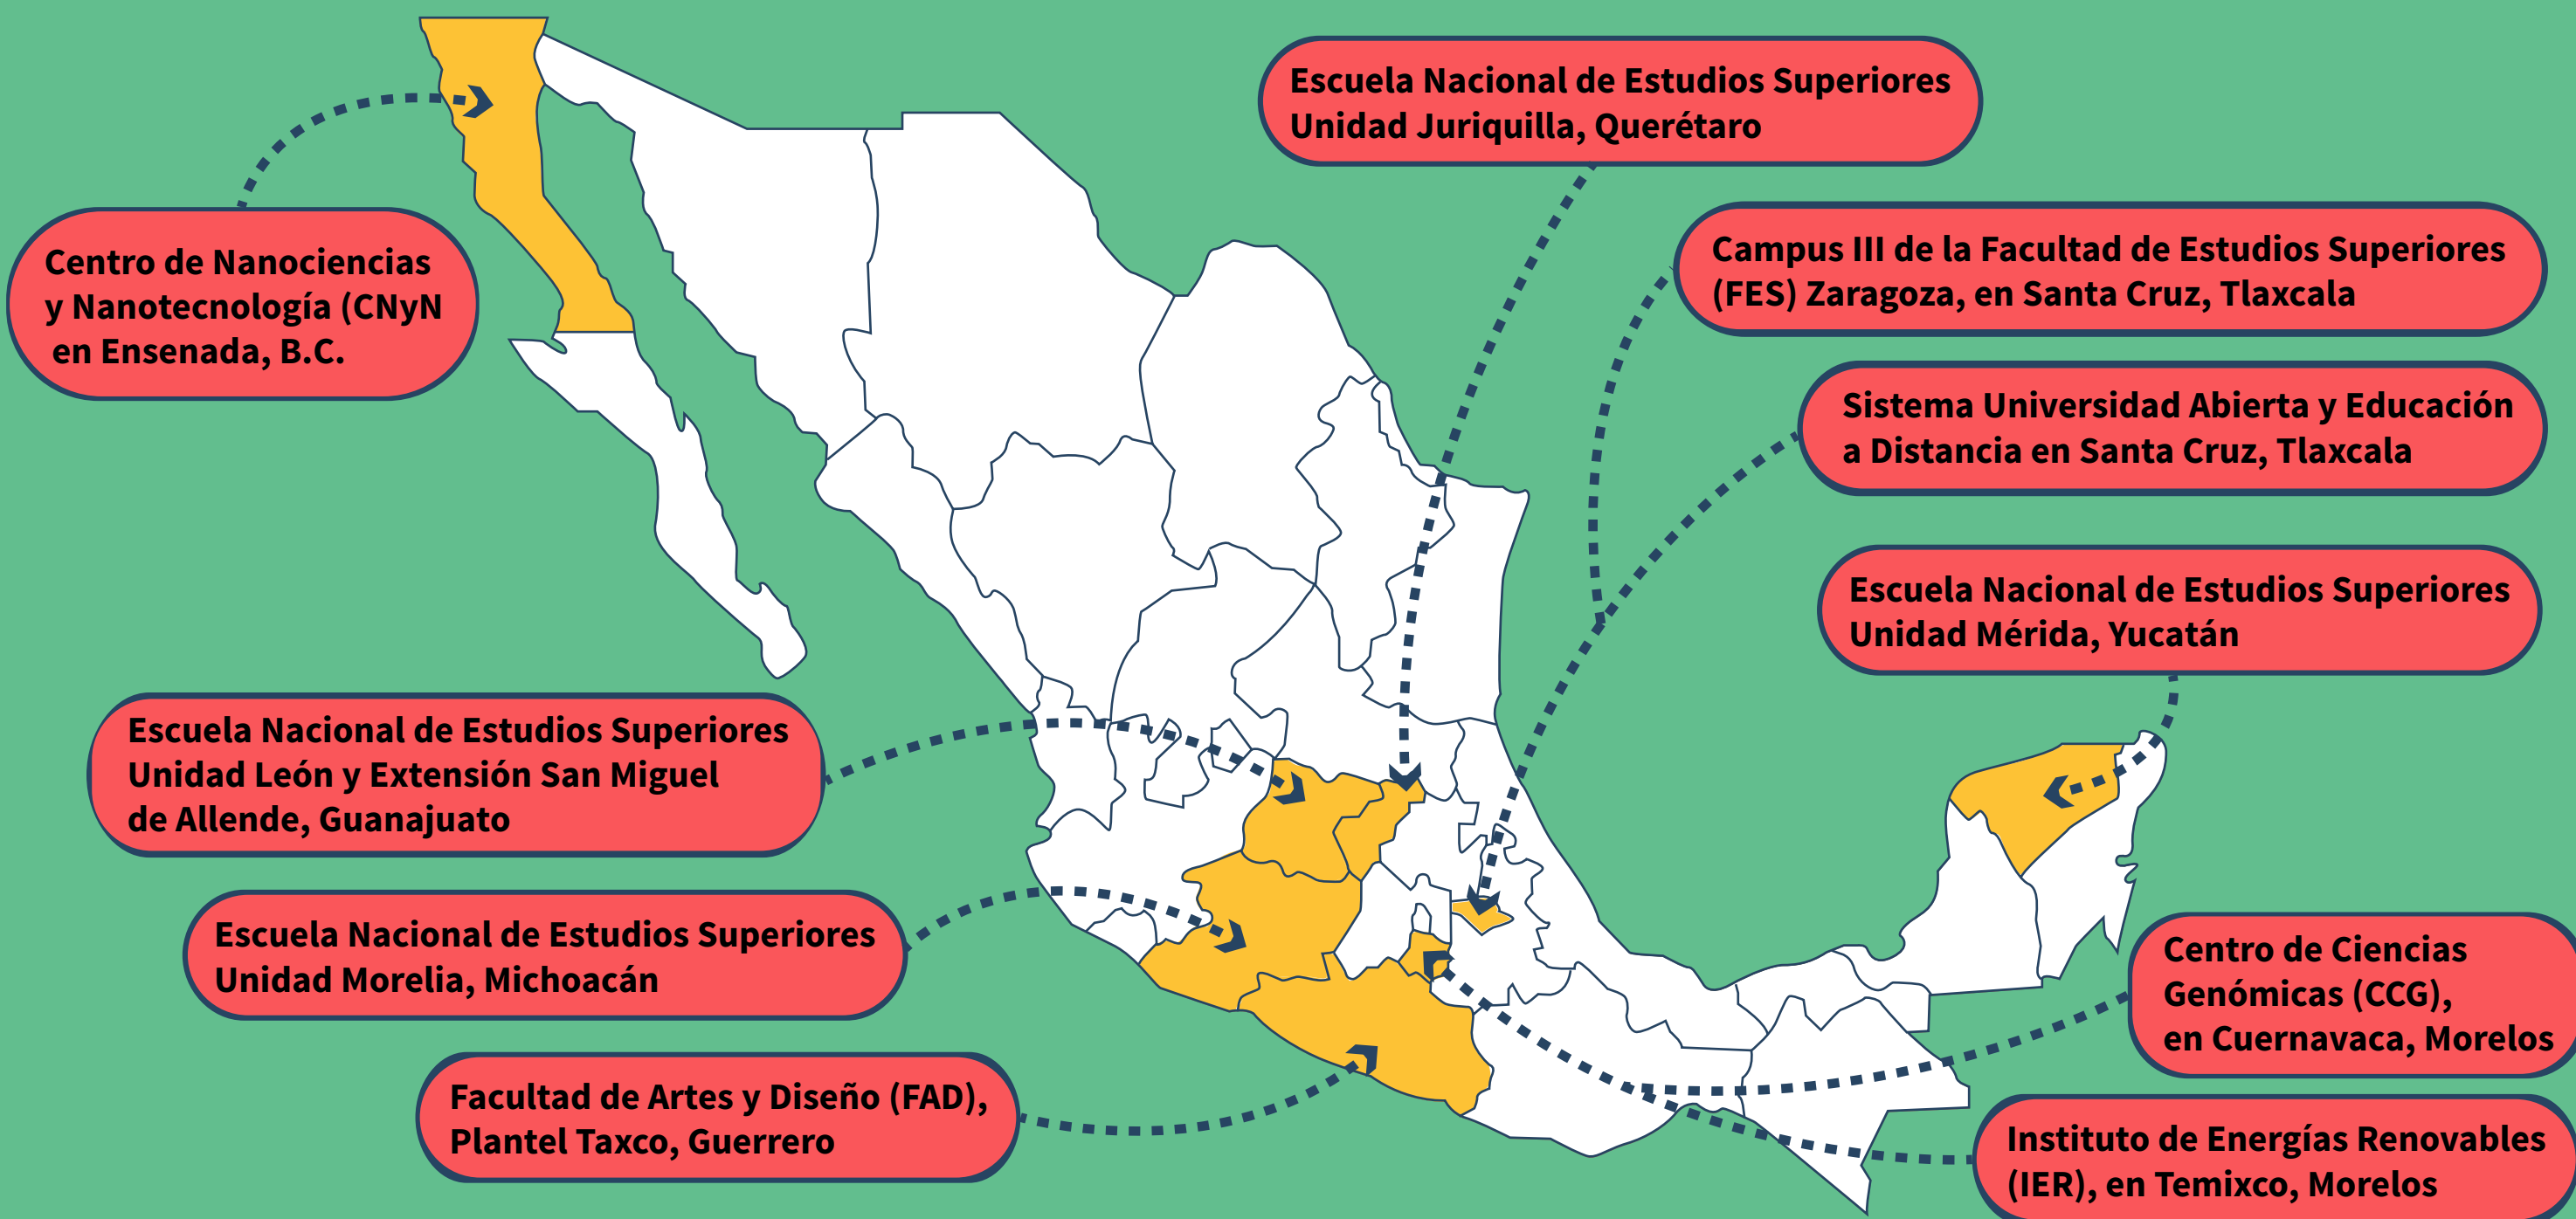 Escuela Nacional de Estudios Superiores
Unidad Juriquilla, Querétaro
Campus III de la Facultad de Estudios Superiores
(FES) Zaragoza, en Santa Cruz, Tlaxcala
Centro de Nanociencias
y Nanotecnología (CNyN
en Ensenada, B.C.
Sistema Universidad Abierta y Educación
a Distancia en Santa Cruz, Tlaxcala
Escuela Nacional de Estudios Superiores
Unidad Mérida, Yucatán
Escuela Nacional de Estudios Superiores
Unidad León y Extensión San Miguel
de Allende, Guanajuato
Escuela Nacional de Estudios Superiores
Unidad Morelia, Michoacán
Centro de Ciencias
Genómicas (CCG),
en Cuernavaca, Morelos
Facultad de Artes y Diseño (FAD),
Plantel Taxco, Guerrero
Instituto de Energías Renovables
(IER), en Temixco, Morelos